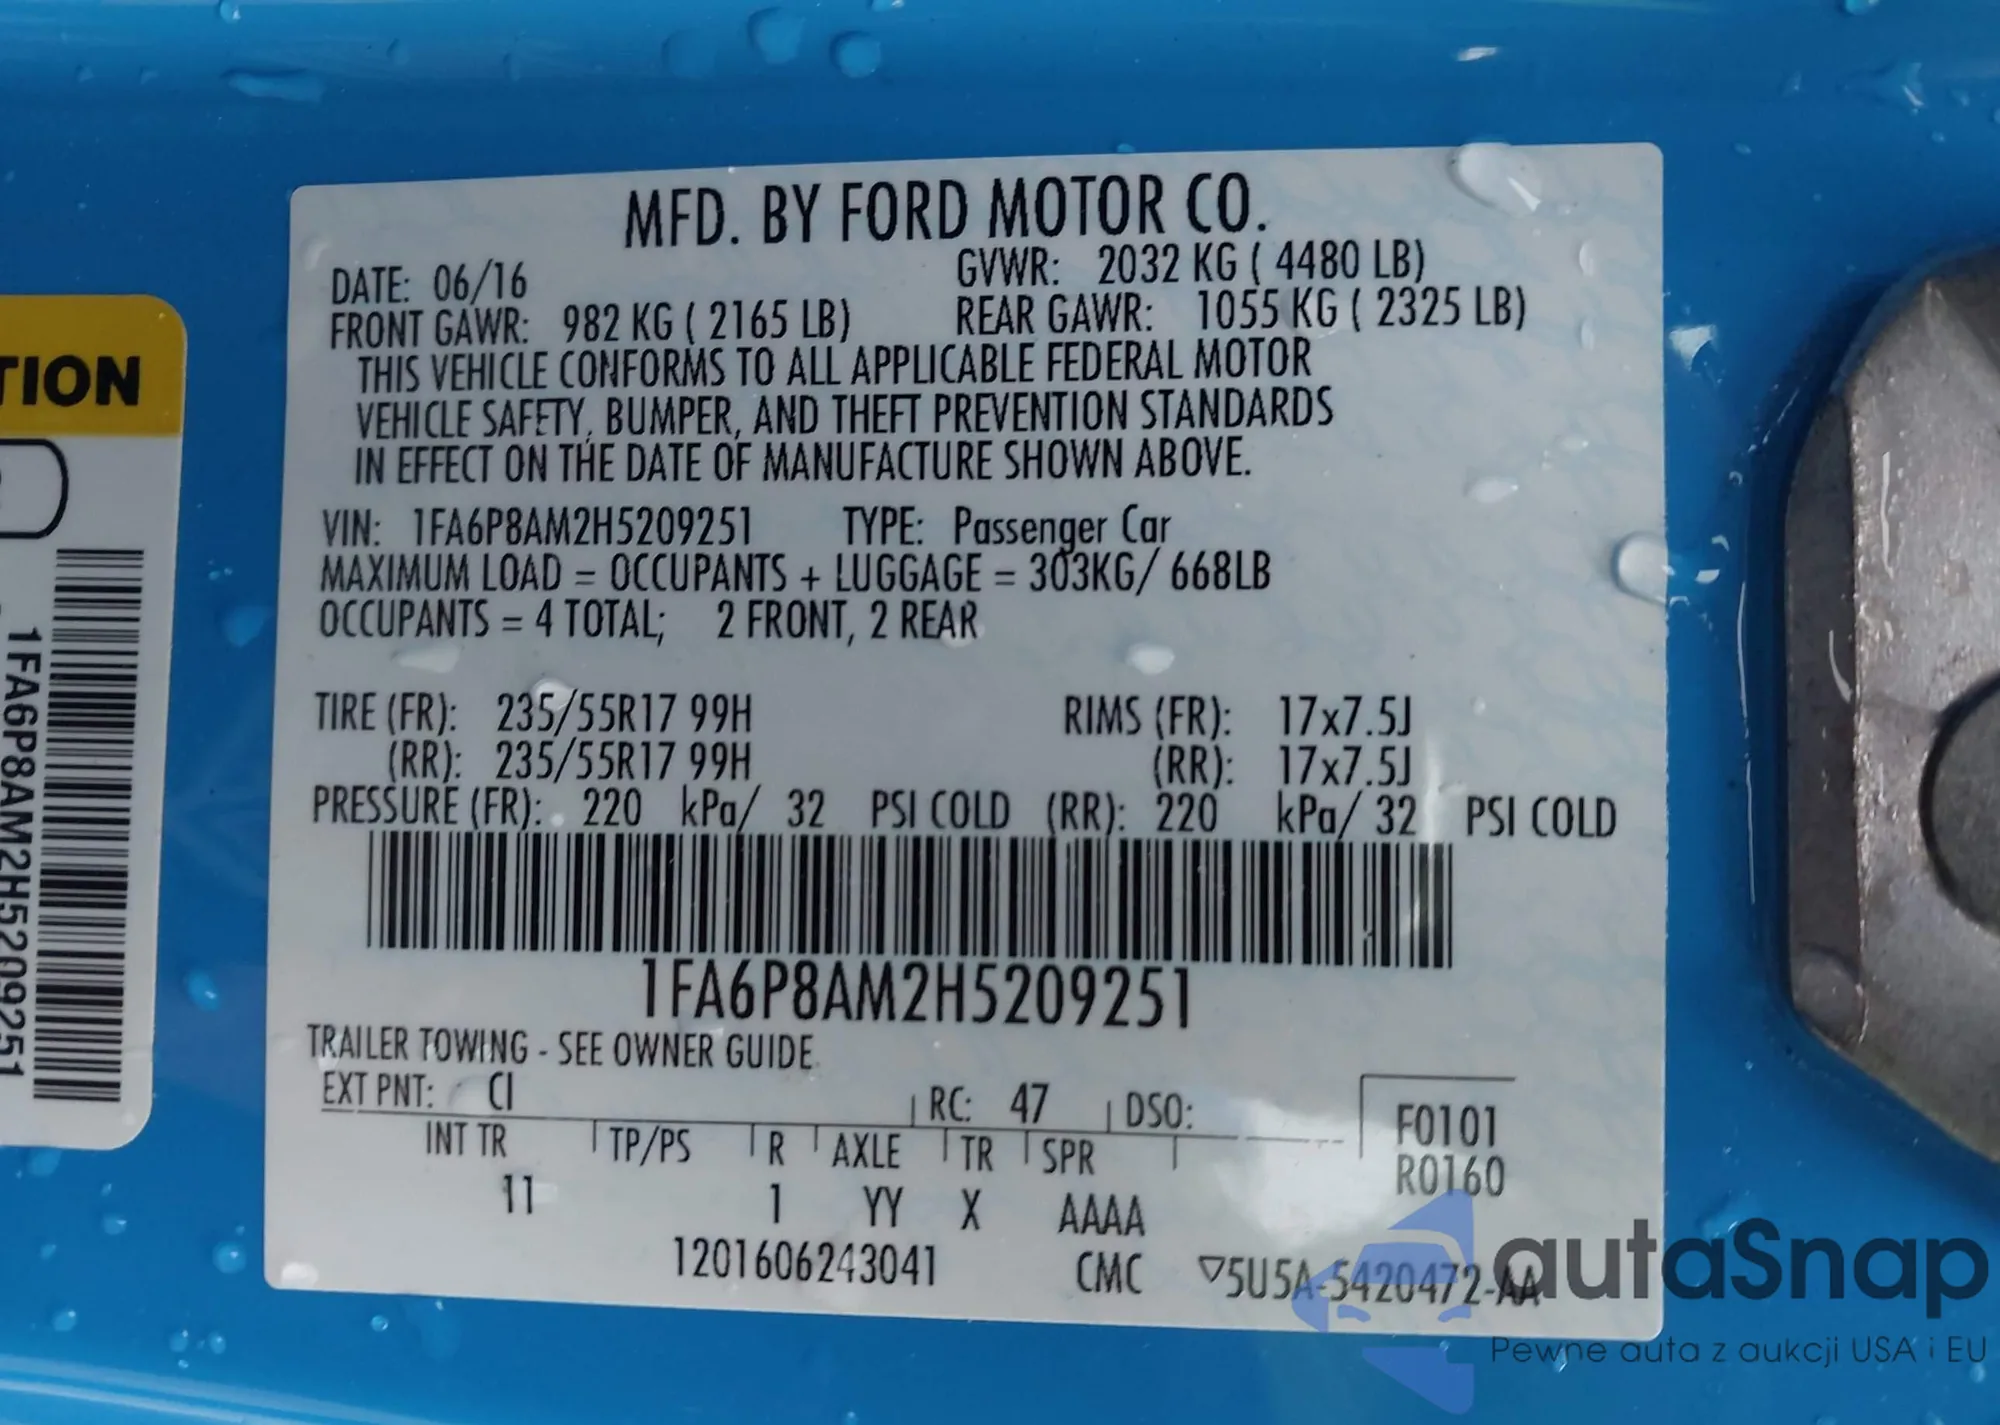 TION
1FA6P8AM2H5209251
MFD. BY FORD MOTOR CO.
DATE: 06/16
GVWR: 2032 KG ( 4480 LB)
FRONT GAWR: 982 KG ( 2165 LB)
REAR GAWR: 1055 KG ( 2325 LB)
THIS VEHICLE CONFORMS TO ALL APPLICABLE FEDERAL MOTOR
VEHICLE SAFETY, BUMPER, AND THEFT PREVENTION STANDARDS
IN EFFECT ON THE DATE OF MANUFACTURE SHOWN ABOVE.
VIN: 1FA6P8AM2H5209251 TYPE: Passenger Car
MAXIMUM LOAD = OCCUPANTS + LUGGAGE = 303KG/ 668LB
OCCUPANTS = 4 TOTAL; 2 FRONT, 2 REAR
TIRE (FR): 235/55R17 99H RIMS (FR): 17x7.5J
(RR): 235/55R17 99H (RR): 17x7.5J
PRESSURE (FR): 220 kPa/ 32 PSI COLD (RR): 220 kPa/ 32 PSI COLD
1FA6P8AM2H5209251
TRAILER TOWING - SEE OWNER GUIDE
EXT PNT: CI RC: 47 DSO:
F0101
INT TR TP/PS R AXLE TR SPR
R0160
11 1 YY X AAAA
1201606243041 CMC ▽5U5A-5420472-AA
autaSnap
Pewne auta z aukcji USA i EU